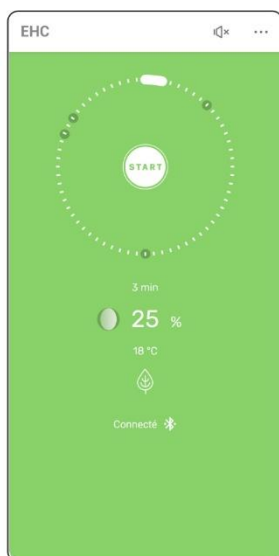 EHC
START
3 min
25 %
18 °C
Connecté